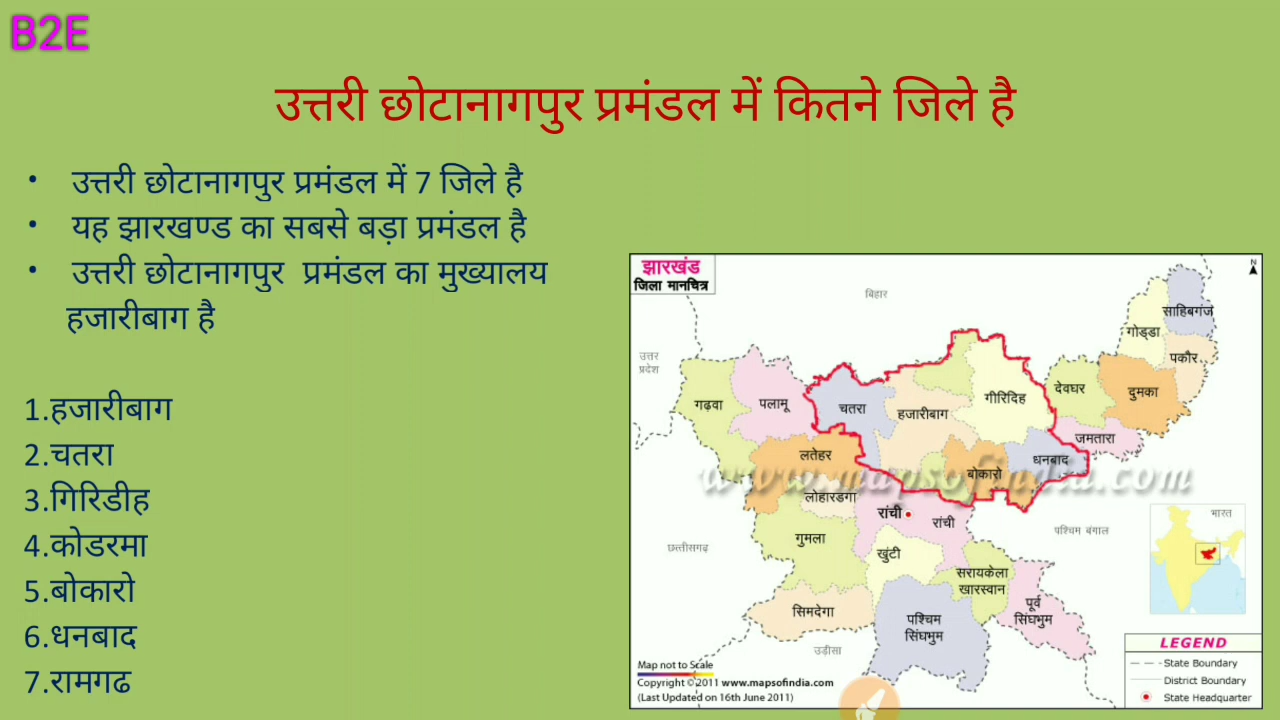 B2E
उत्तरी छोटानागपुर प्रमंडल में कितने जिले है
• उत्तरी छोटानागपुर प्रमंडल में 7 जिले है
• यह झारखण्ड का सबसे बड़ा प्रमंडल है
• उत्तरी छोटानागपुर प्रमंडल का मुख्यालय
हजारीबाग है
1.हजारीबाग
2.चतरा
3.गिरिडीह
4.कोडरमा
5.बोकारो
6.धनबाद
7.रामगढ
झारखंड
जिला मानचित्र
N
बिहार
साहिबगंज
गोड्डा
पकौर
उत्तर
प्रदेश
देवघर
दुमका
गढ़वा
पलामू
चतरा
हजारीबाग
गीरिदिह
जमतारा
लतेहर
धनबाद
बोकारो
www.mapsofindia.com
लोहारडगा
रांची
रांची
भारत
पश्चिम बंगाल
गुमला
छत्तीसगढ़
खुंटी
सरायकेला
खारस्वान
सिमदेगा
पश्चिम
सिंघभुम
पूर्व
सिंघभुम
उड़ीसा
LEGEND
State Boundary
District Boundary
State Headquarter
Map not to Scale
Copyright ©2011 www.mapsofindia.com
(Last Updated on 16th June 2011)